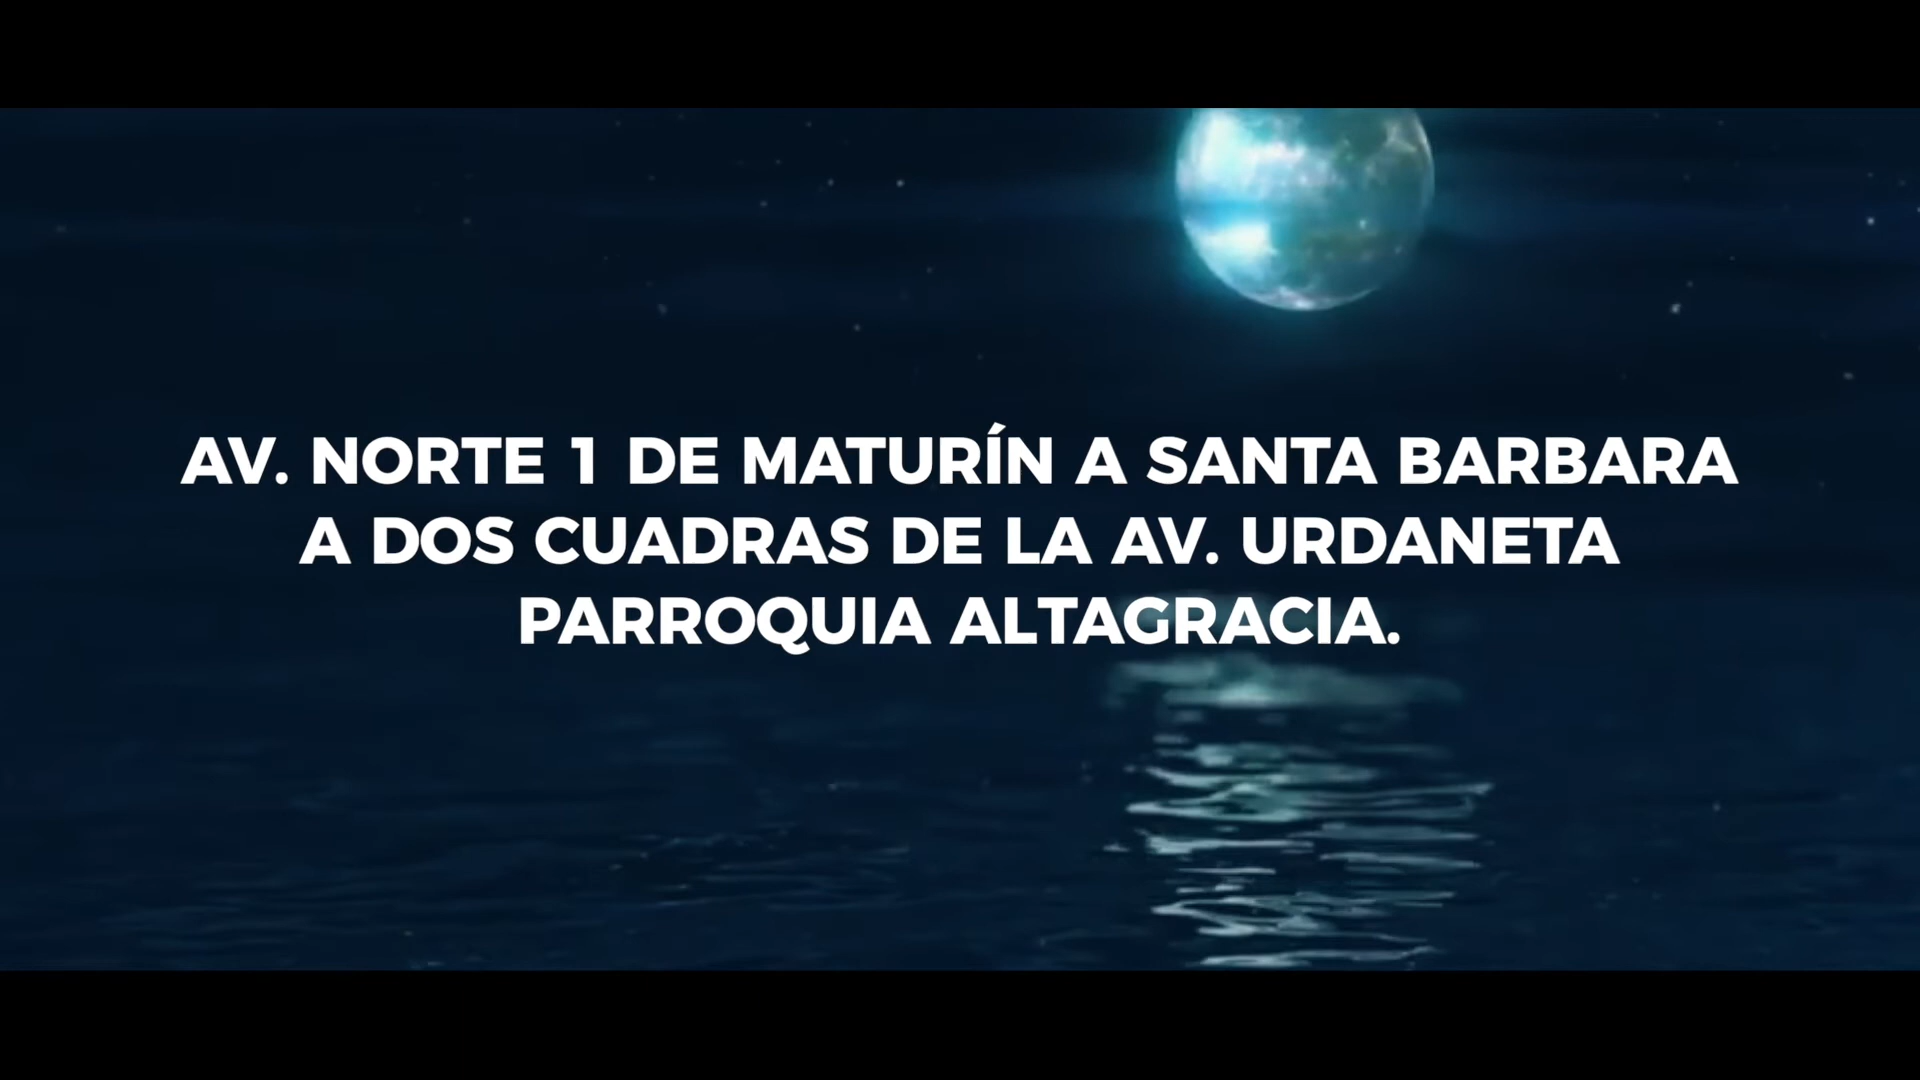 AV. NORTE 1 DE MATURÍN A SANTA BARBARA
A DOS CUADRAS DE LA AV. URDANETA
PARROQUIA ALTAGRACIA.